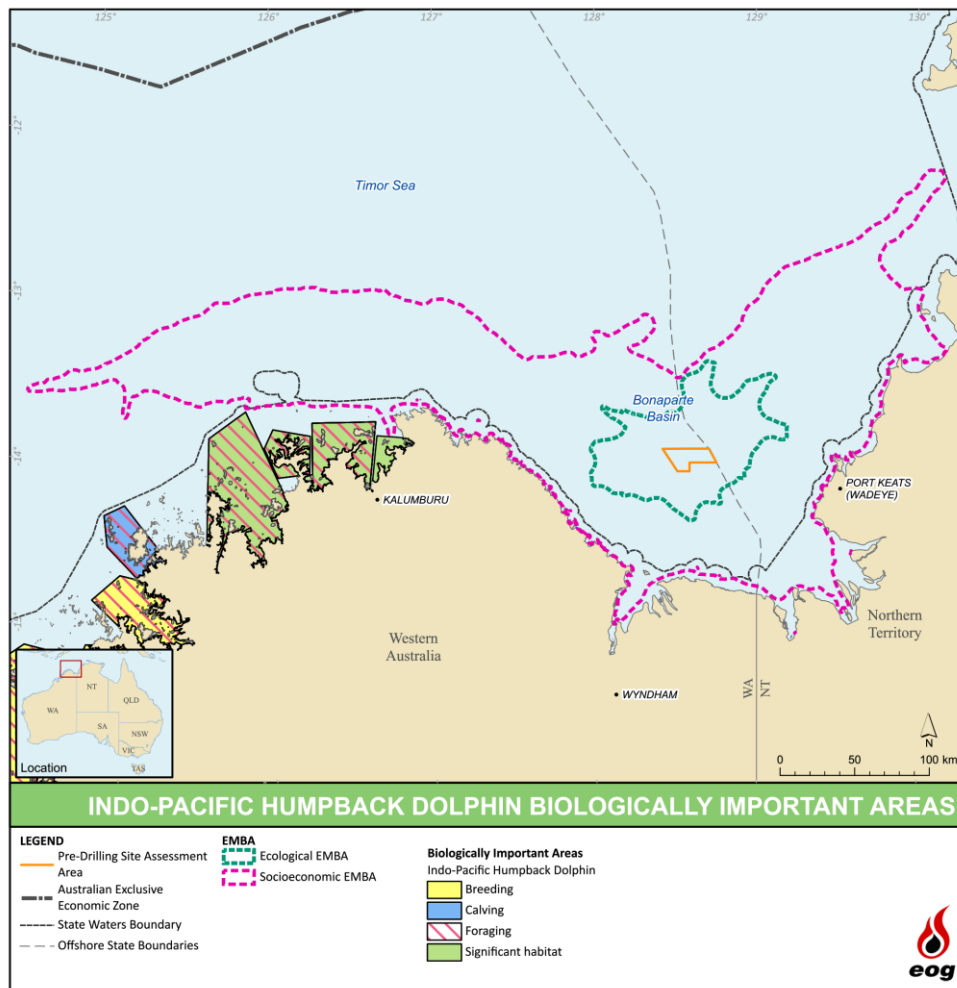 125°
126°
127°
128°
129°
130°
-12°
Timor Sea
-13°
Bonaparte
Basin
-14°
PORT KEATS
(WADEYE)
KALUMBURU
Northern
Territory
Western
Australia
WYNDHAM
WA
NT
NT
WA
QLD
SA
NSW
VIC
TAS
Location
N
0 50 100 km
INDO-PACIFIC HUMPBACK DOLPHIN BIOLOGICALLY IMPORTANT AREAS
LEGEND
Pre-Drilling Site Assessment
Area
Australian Exclusive
Economic Zone
State Waters Boundary
Offshore State Boundaries
EMBA
Ecological EMBA
Socioeconomic EMBA
Biologically Important Areas
Indo-Pacific Humpback Dolphin
Breeding
Calving
Foraging
Significant habitat
eog